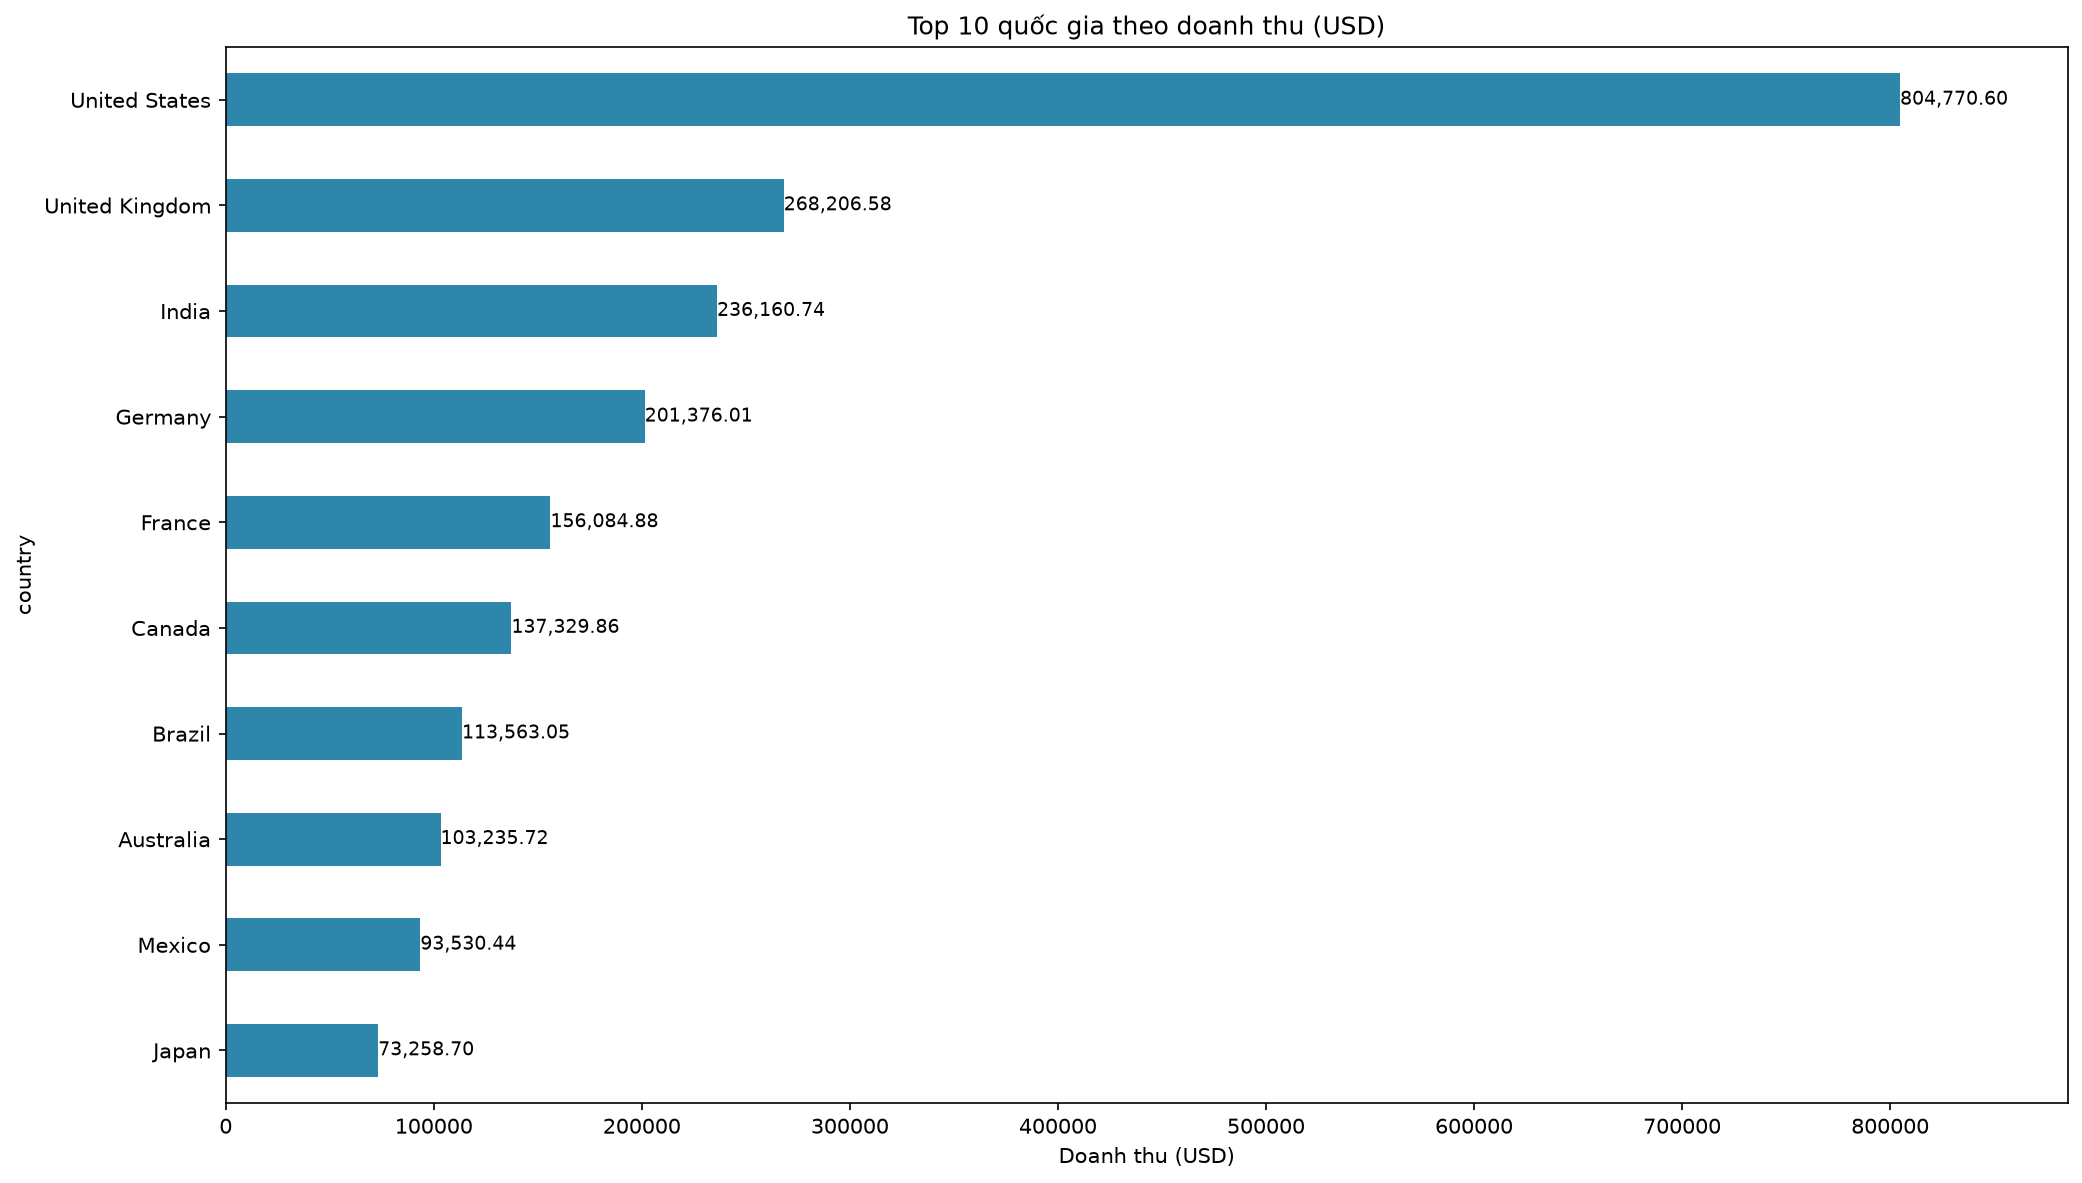 Top 10 quốc gia theo doanh thu (USD)
United States 804,770.60
United Kingdom 268,206.58
India 236,160.74
Germany 201,376.01
France 156,084.88
Canada 137,329.86
Brazil 113,563.05
Australia 103,235.72
Mexico 93,530.44
Japan 73,258.70
country
0 100000 200000 300000 400000 500000 600000 700000 800000
Doanh thu (USD)